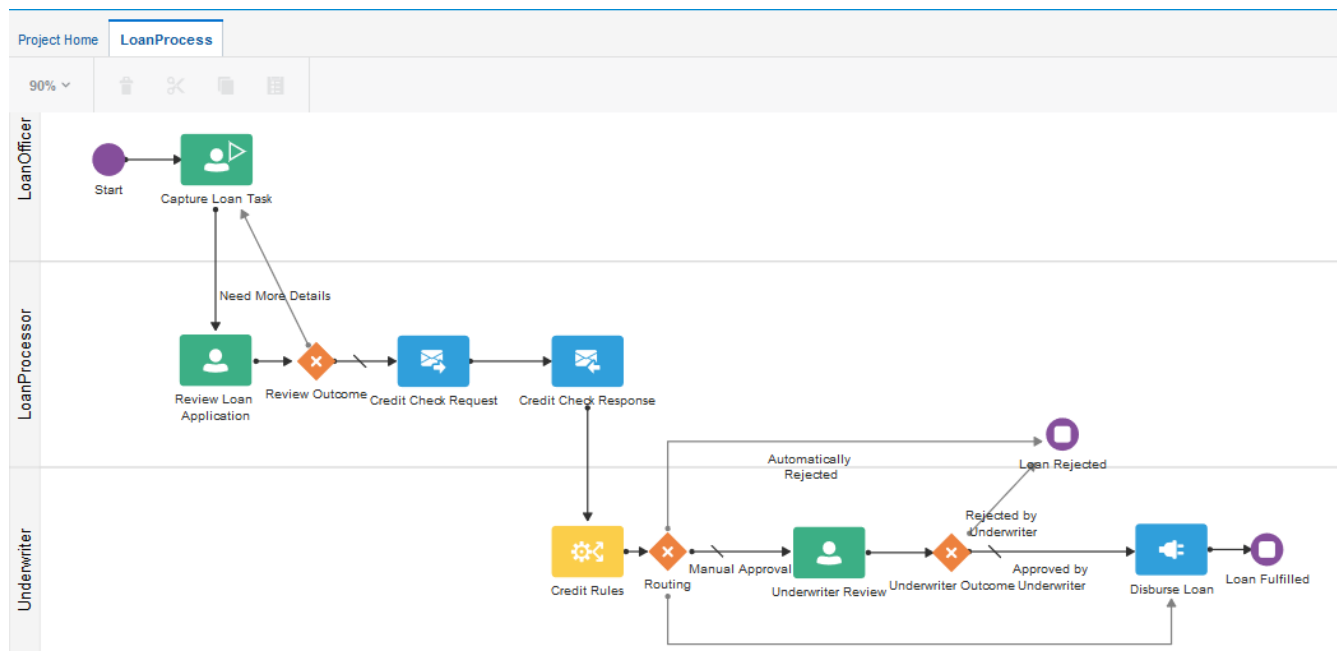 Project Home
LoanProcess
90%
LoanOfficer
Start
Capture Loan Task
Need More Details
LoanProcessor
Review Loan
Application
Review Outcome
Credit Check Request
Credit Check Response
Automatically
Rejected
Loan Rejected
Underwriter
Credit Rules
Routing
Manual Approval
Underwriter Review
Rejected by
Underwriter
Underwriter Outcome
Approved by
Underwriter
Disburse Loan
Loan Fulfilled